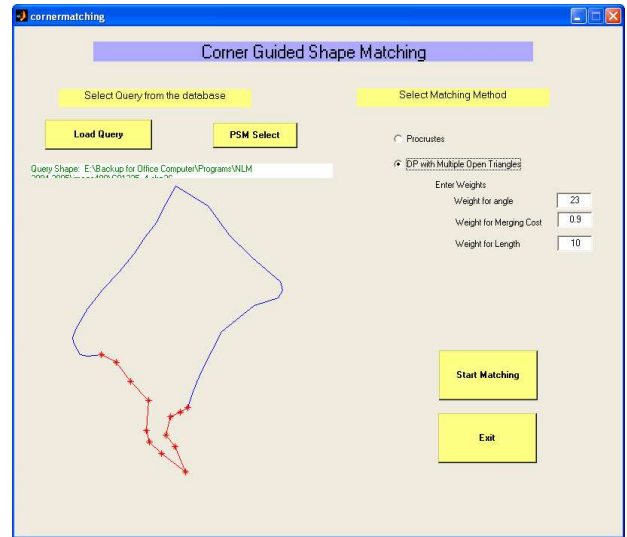 cornermatching
Corner Guided Shape Matching
Select Query from the database
Select Matching Method
Load Query
PSM Select
Procrustes
Query Shape: E:\Backup for Office Computer\Programs\NLM
DP with Multiple Open Triangles
Enter Weights
Weight for angle 23
Weight for Merging Cost 0.9
Weight for Length 10
Start Matching
Exit